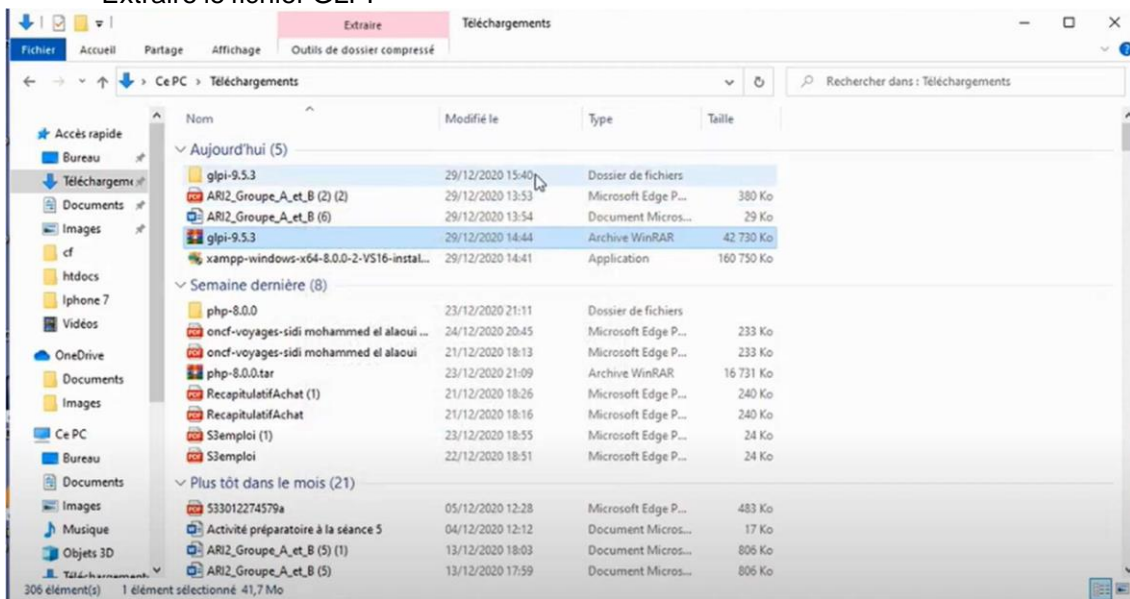 Extraire le fichier GLPI
Extraire
Téléchargements
Fichier Accueil Partage Affichage Outils de dossier compressé
Ce PC > Téléchargements
Rechercher dans : Téléchargements
Nom Modifié le Type Taille
Accès rapide
Bureau
Documents
Images
cf
htdocs
Iphone 7
Vidéos
OneDrive
Documents
Images
Ce PC
Bureau
Documents
Images
Musique
Objets 3D
Aujourd'hui (5)
glpi-9.5.3 29/12/2020 15:40 Dossier de fichiers
ARI2_Groupe_A_et_B (2) (2) 29/12/2020 13:53 Microsoft Edge P... 380 Ko
ARI2_Groupe_A_et_B (6) 29/12/2020 13:54 Document Micros... 29 Ko
glpi-9.5.3 29/12/2020 14:44 Archive WinRAR 42 730 Ko
xampp-windows-x64-8.0.0-2-VS16-instal... 29/12/2020 14:41 Application 160 750 Ko
Semaine dernière (8)
php-8.0.0 23/12/2020 21:11 Dossier de fichiers
oncf-voyages-sidi mohammed el alaoui ... 24/12/2020 20:45 Microsoft Edge P... 233 Ko
oncf-voyages-sidi mohammed el alaoui 21/12/2020 18:13 Microsoft Edge P... 233 Ko
php-8.0.0.tar 23/12/2020 21:09 Archive WinRAR 16 731 Ko
RecapitulatifAchat (1) 21/12/2020 18:26 Microsoft Edge P... 240 Ko
RecapitulatifAchat 21/12/2020 18:16 Microsoft Edge P... 240 Ko
S3emploi (1) 23/12/2020 18:55 Microsoft Edge P... 24 Ko
S3emploi 22/12/2020 18:51 Microsoft Edge P... 24 Ko
Plus tôt dans le mois (21)
533012274579a 05/12/2020 12:28 Microsoft Edge P... 483 Ko
Activité préparatoire à la séance 5 04/12/2020 12:12 Document Micros... 17 Ko
ARI2_Groupe_A_et_B (5) (1) 13/12/2020 18:03 Document Micros... 806 Ko
ARI2_Groupe_A_et_B (5) 13/12/2020 17:59 Document Micros... 806 Ko
306 élément(s) 1 élément sélectionné 41,7 Mo